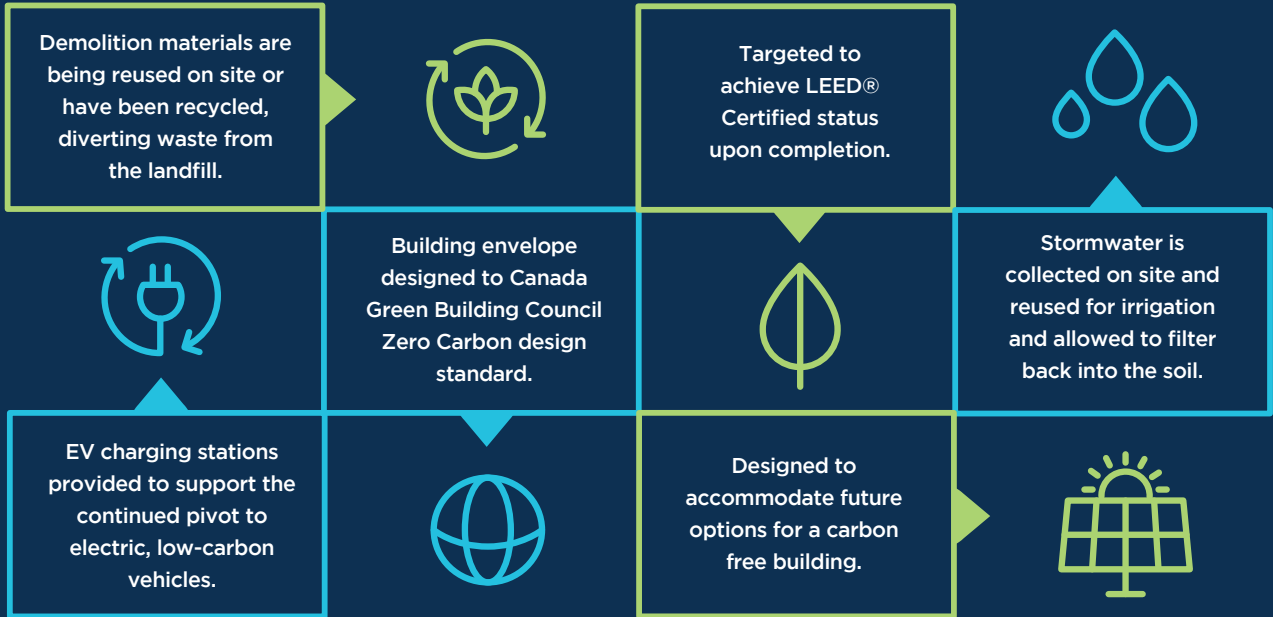 Demolition materials are
being reused on site or
have been recycled,
diverting waste from
the landfill.
Targeted to
achieve LEED®
Certified status
upon completion.
Building envelope
designed to Canada
Green Building Council
Zero Carbon design
standard.
Stormwater is
collected on site and
reused for irrigation
and allowed to filter
back into the soil.
EV charging stations
provided to support the
continued pivot to
electric, low-carbon
vehicles.
Designed to
accommodate future
options for a carbon
free building.